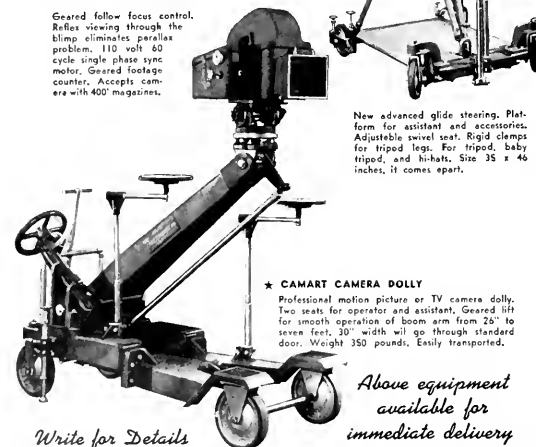 Geared follow focus control.
Reflex viewing through the
blimp eliminates parallax
problem. 110 volt 60
cycle single phase sync
motor. Geared footage
counter. Accepts cam-
era with 400' magazines.
New advanced glide steering. Plat-
form for assistant and accessories.
Adjusteble swivel seat. Rigid clamps
for tripod legs. For tripod, baby
tripod, and hi-hats. Size 35 x 46
inches, it comes apart.
★ CAMART CAMERA DOLLY
Professional motion picture or TV camera dolly.
Two seats for operator and assistant. Geared lift
for smooth operation of boom arm from 26" to
seven feet. 30" width wil go through standard
door. Weight 350 pounds. Easily transported.
Above equipment
available for
immediate delivery
Write for Details